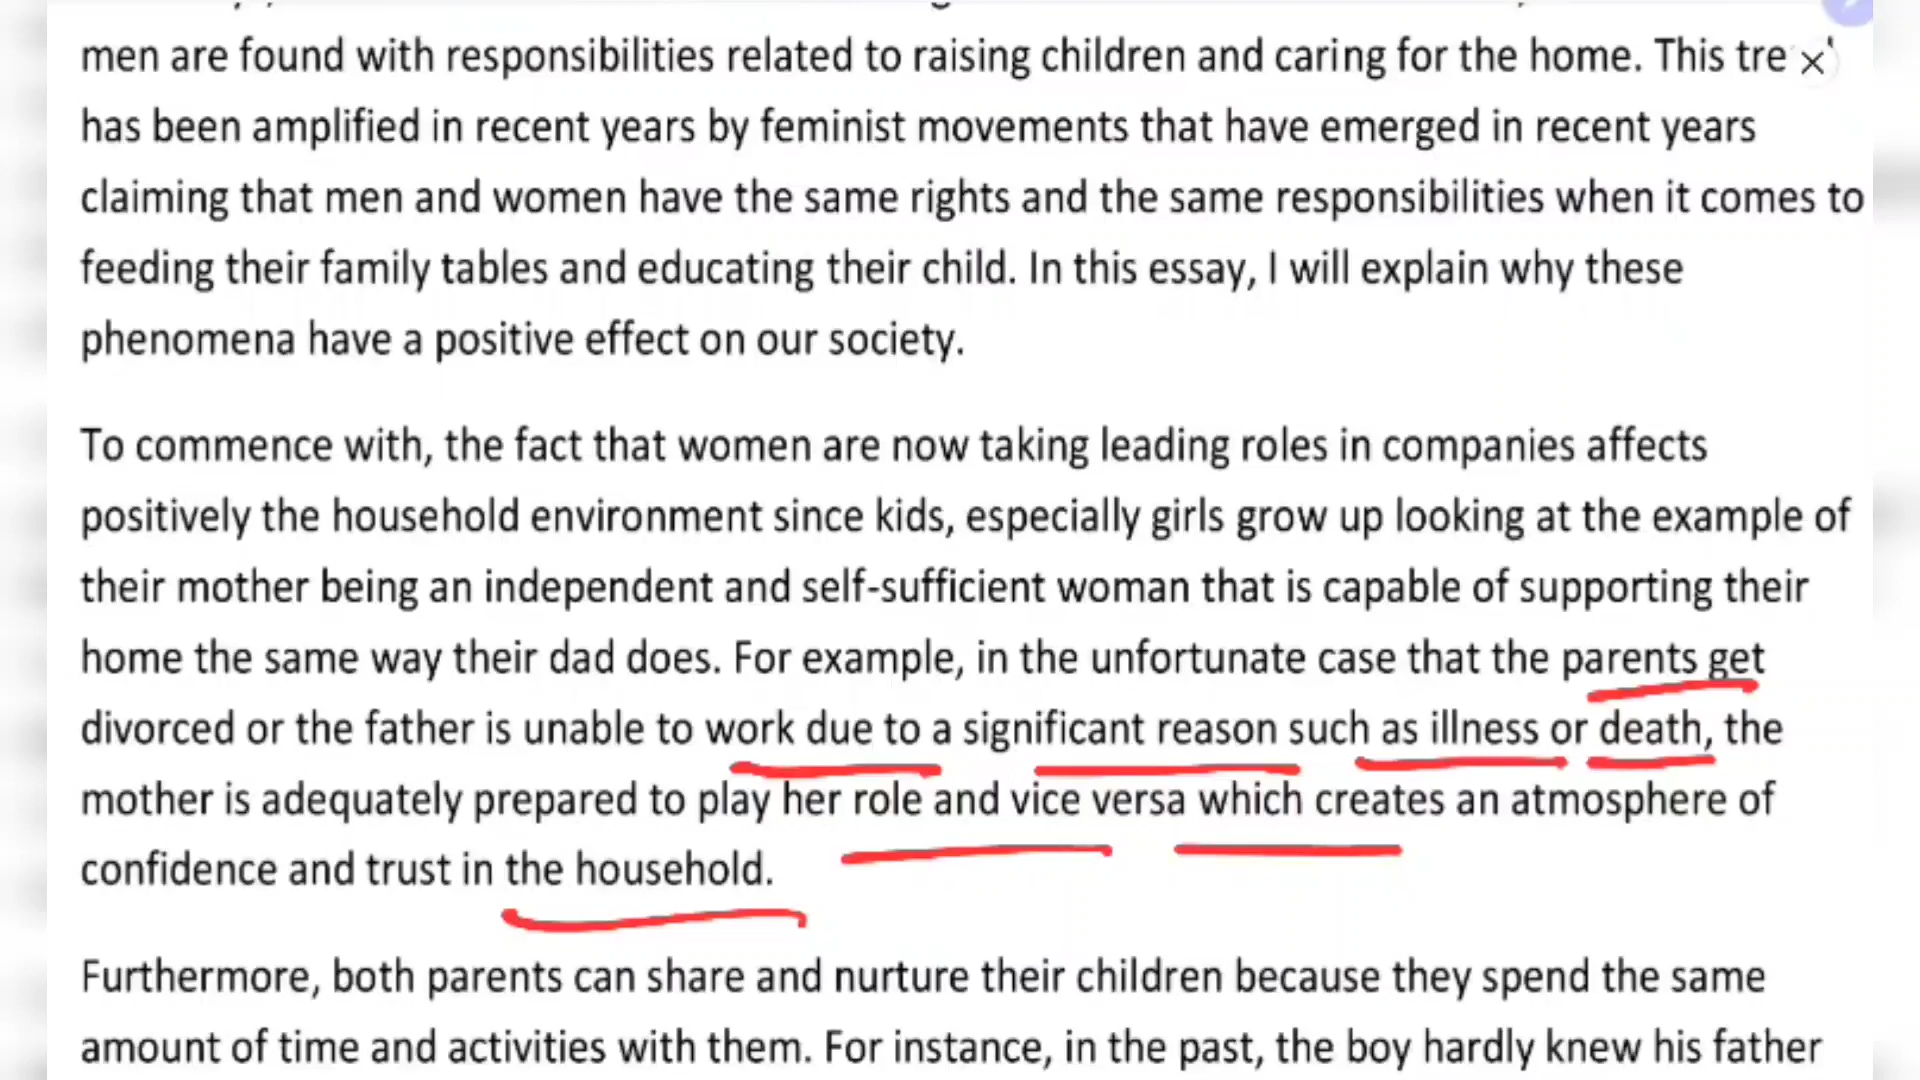 men are found with responsibilities related to raising children and caring for the home. This
has been amplified in recent years by feminist movements that have emerged in recent years
claiming that men and women have the same rights and the same responsibilities when it comes to
feeding their family tables and educating their child. In this essay, I will explain why these
phenomena have a positive effect on our society.
To commence with, the fact that women are now taking leading roles in companies affects
positively the household environment since kids, especially girls grow up looking at the example of
their mother being an independent and self-sufficient woman that is capable of supporting their
home the same way their dad does. For example, in the unfortunate case that the parents get
divorced or the father is unable to work due to a significant reason such as illness or death, the
mother is adequately prepared to play her role and vice versa which creates an atmosphere of
confidence and trust in the household.
Furthermore, both parents can share and nurture their children because they spend the same
amount of time and activities with them. For instance, in the past, the boy hardly knew his father